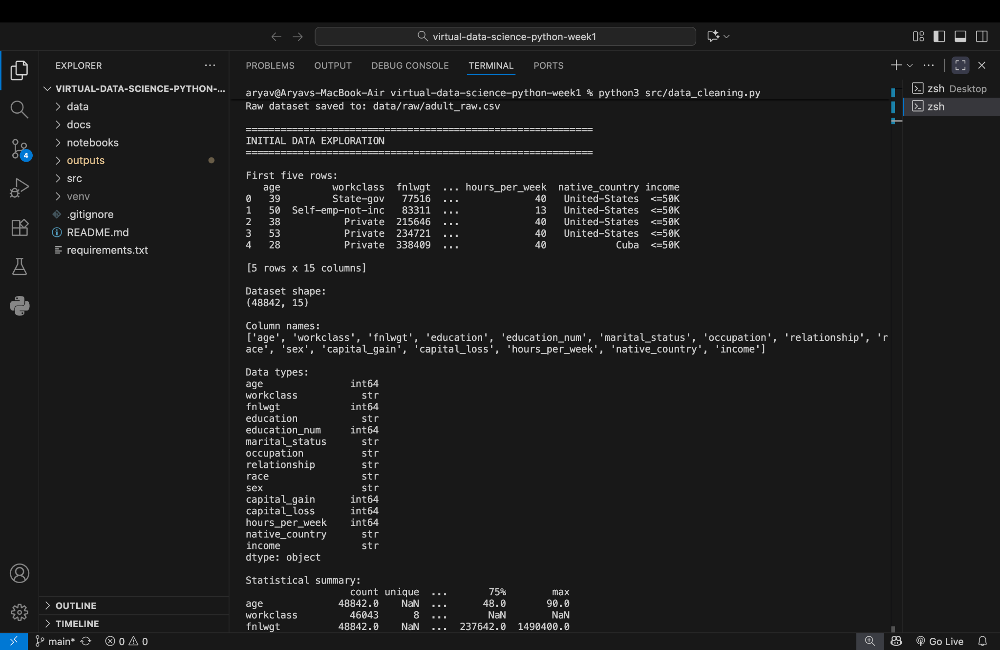 virtual-data-science-python-week1
EXPLORER
VIRTUAL-DATA-SCIENCE-PYTHON-...
data
docs
notebooks
outputs
src
venv
.gitignore
README.md
requirements.txt
OUTLINE
TIMELINE
4
PROBLEMS OUTPUT DEBUG CONSOLE TERMINAL PORTS
zsh Desktop
zsh
aryav@Aryavs-MacBook-Air virtual-data-science-python-week1 % python3 src/data_cleaning.py
Raw dataset saved to: data/raw/adult_raw.csv
============================================================
INITIAL DATA EXPLORATION
============================================================
First five rows:
   age        workclass  fnlwgt  ... hours_per_week  native_country income
0   39        State-gov   77516  ...             40   United-States  <=50K
1   50 Self-emp-not-inc   83311  ...             13   United-States  <=50K
2   38          Private  215646  ...             40   United-States  <=50K
3   53          Private  234721  ...             40   United-States  <=50K
4   28          Private  338409  ...             40            Cuba  <=50K
[5 rows x 15 columns]
Dataset shape:
(48842, 15)
Column names:
['age', 'workclass', 'fnlwgt', 'education', 'education_num', 'marital_status', 'occupation', 'relationship', 'r
ace', 'sex', 'capital_gain', 'capital_loss', 'hours_per_week', 'native_country', 'income']
Data types:
age               int64
workclass           str
fnlwgt            int64
education           str
education_num     int64
marital_status      str
occupation          str
relationship        str
race                str
sex                 str
capital_gain      int64
capital_loss      int64
hours_per_week    int64
native_country      str
income              str
dtype: object
Statistical summary:
                  count unique  ...       75%        max
age             48842.0    NaN  ...      48.0       90.0
workclass         46043      8  ...       NaN        NaN
fnlwgt          48842.0    NaN  ...  237642.0  1490400.0
main* 0 0
Go Live